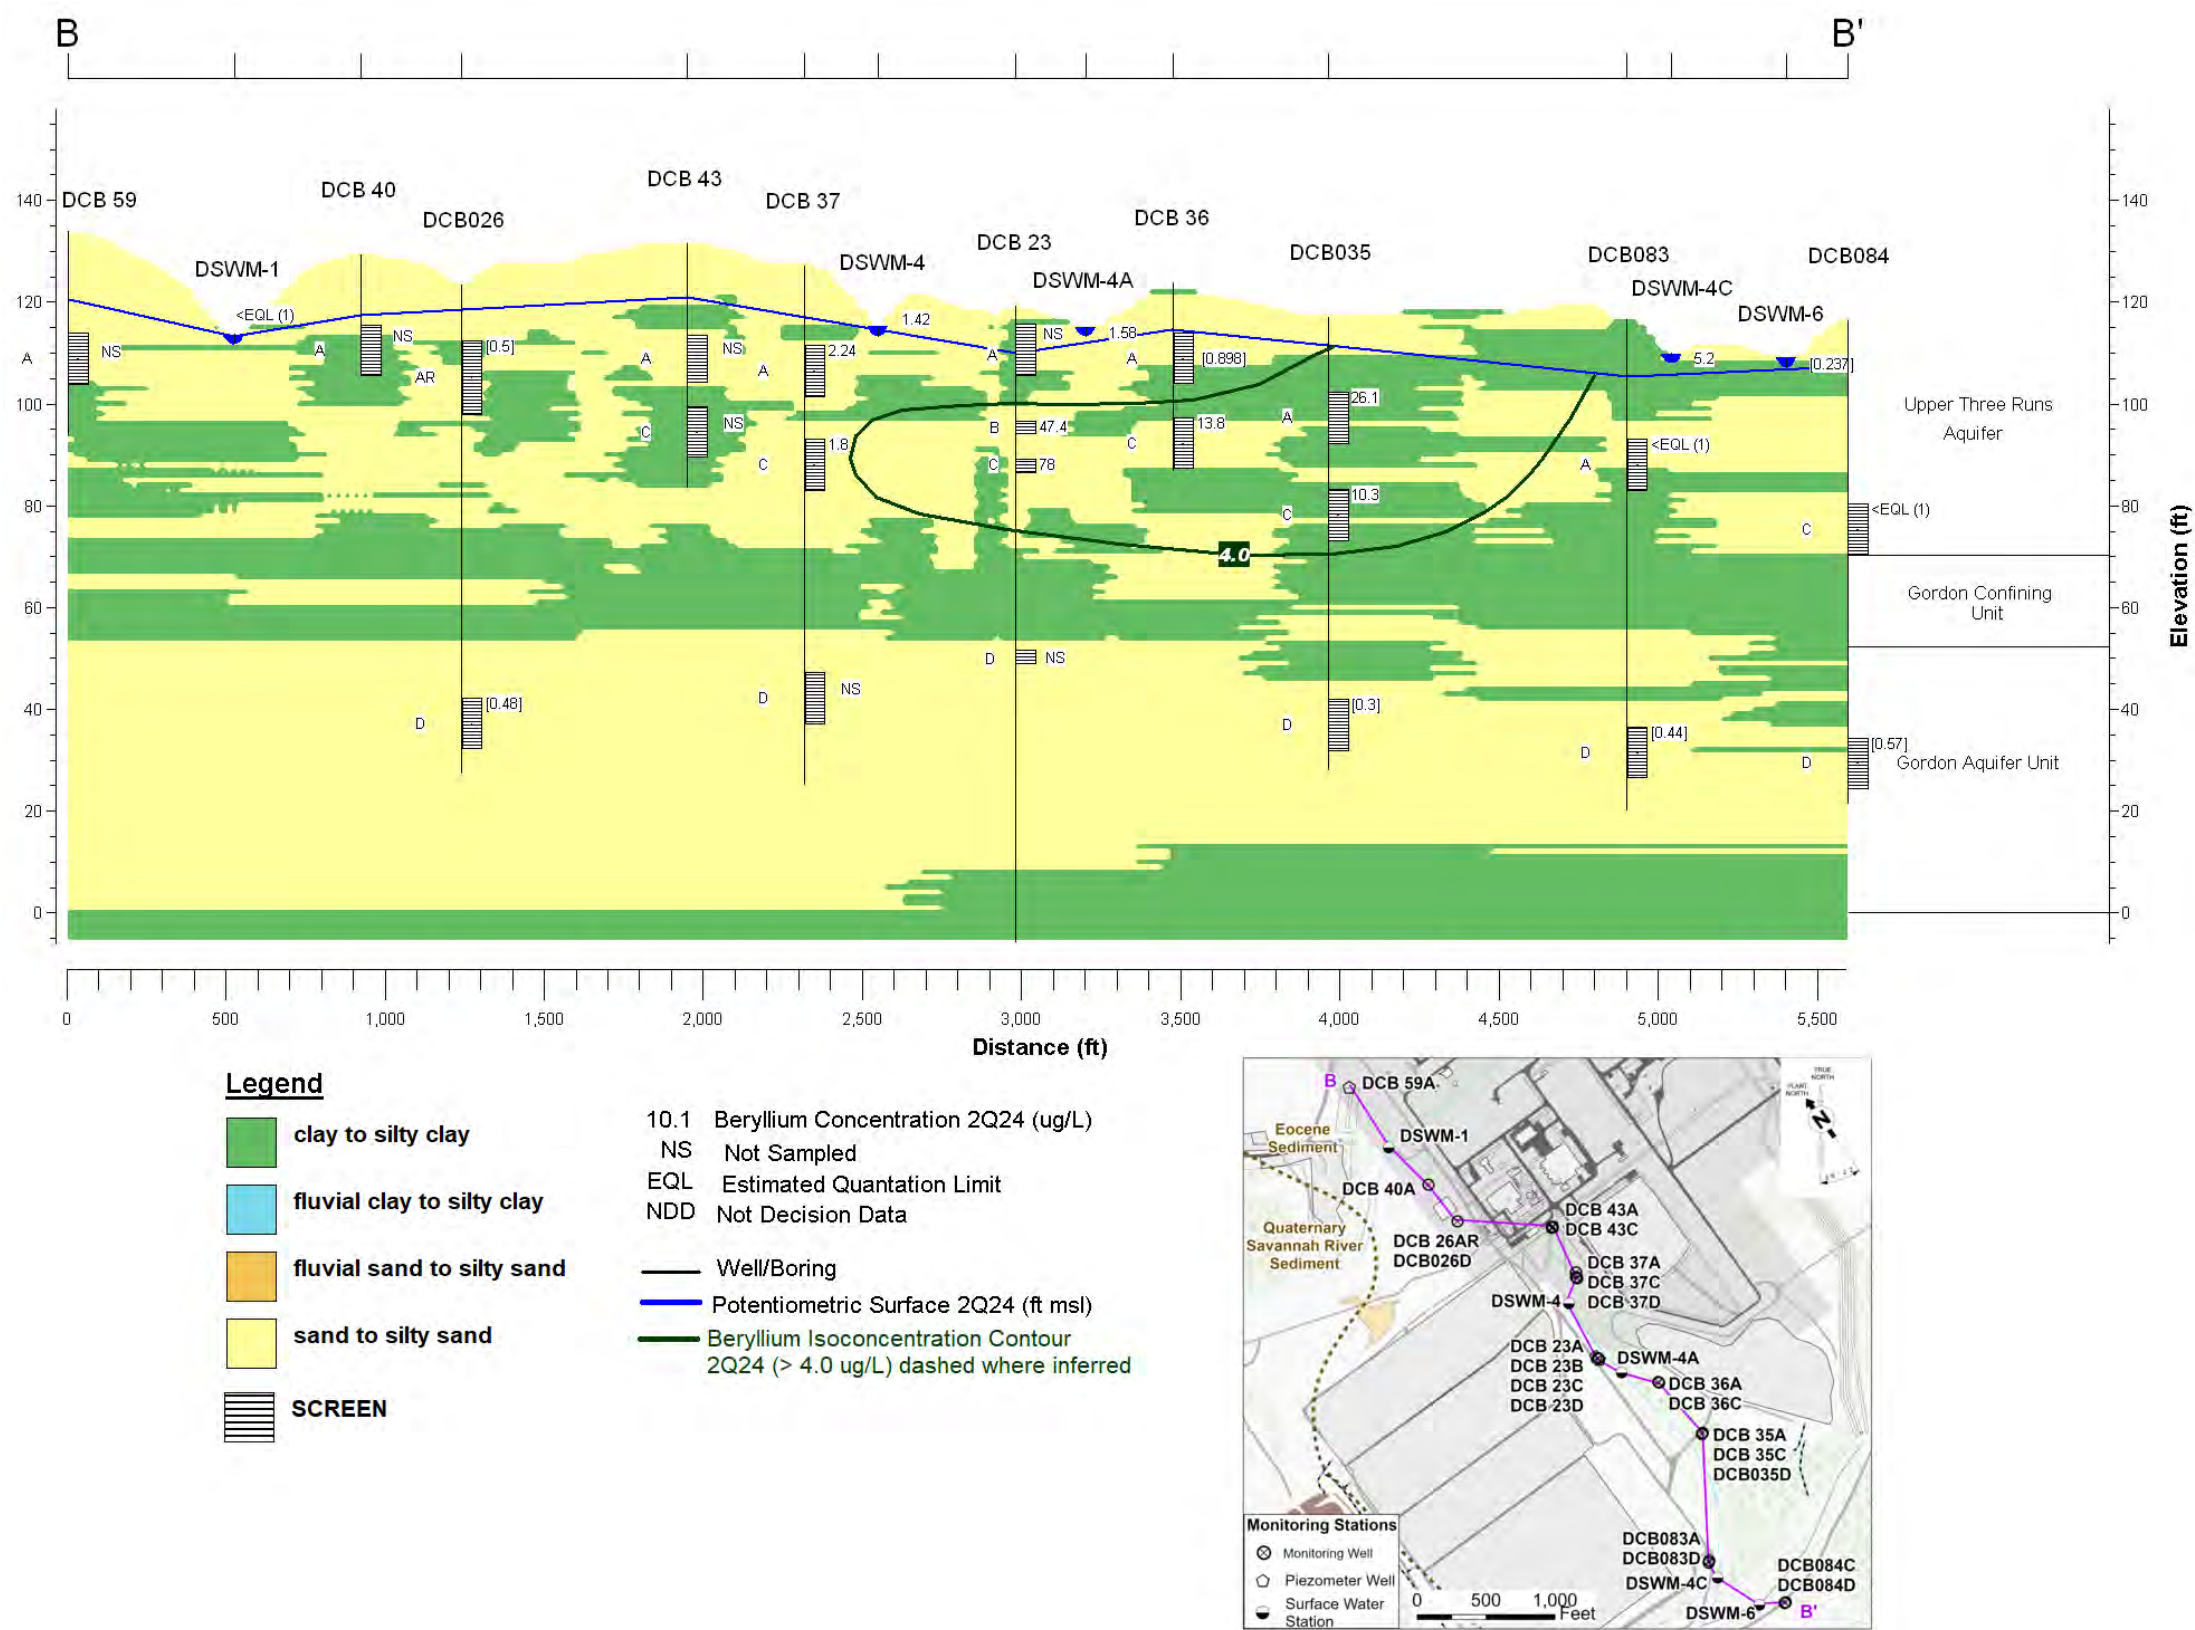 B
B'
DCB 59
DSWM-1
DCB 40
DCB026
DCB 43
DCB 37
DSWM-4
DCB 23
DSWM-4A
DCB 36
DCB035
DCB083
DSWM-4C
DSWM-6
DCB084
140
120
100
80
60
40
20
0
140
120
100
80
60
40
20
0
Elevation (ft)
A
NS
<EQL (1)
A
NS
AR
[0.5]
D
[0.48]
A
NS
C
NS
A
2.24
C
1.8
D
NS
1.42
A
NS
B
47.4
C
78
D
NS
1.58
A
[0.898]
C
13.8
A
26.1
C
10.3
D
[0.3]
4.0
A
<EQL (1)
D
[0.44]
5.2
[0.237]
C
<EQL (1)
D
[0.57]
Upper Three Runs
Aquifer
Gordon Confining
Unit
Gordon Aquifer Unit
0
500
1,000
1,500
2,000
2,500
3,000
3,500
4,000
4,500
5,000
5,500
Distance (ft)
Legend
clay to silty clay
fluvial clay to silty clay
fluvial sand to silty sand
sand to silty sand
SCREEN
10.1 Beryllium Concentration 2Q24 (ug/L)
NS Not Sampled
EQL Estimated Quantation Limit
NDD Not Decision Data
Well/Boring
Potentiometric Surface 2Q24 (ft msl)
Beryllium Isoconcentration Contour
2Q24 (> 4.0 ug/L) dashed where inferred
B
DCB 59A
TRUE
NORTH
PLANT
NORTH
N
Eocene
Sediment
DSWM-1
DCB 40A
Quaternary
Savannah River
Sediment
DCB 26AR
DCB026D
DCB 43A
DCB 43C
DCB 37A
DCB 37C
DCB 37D
DSWM-4
DCB 23A
DCB 23B
DCB 23C
DCB 23D
DSWM-4A
DCB 36A
DCB 36C
DCB 35A
DCB 35C
DCB035D
DCB083A
DCB083D
DSWM-4C
DSWM-6
DCB084C
DCB084D
B'
Monitoring Stations
Monitoring Well
Piezometer Well
Surface Water
Station
0 500 1,000
Feet